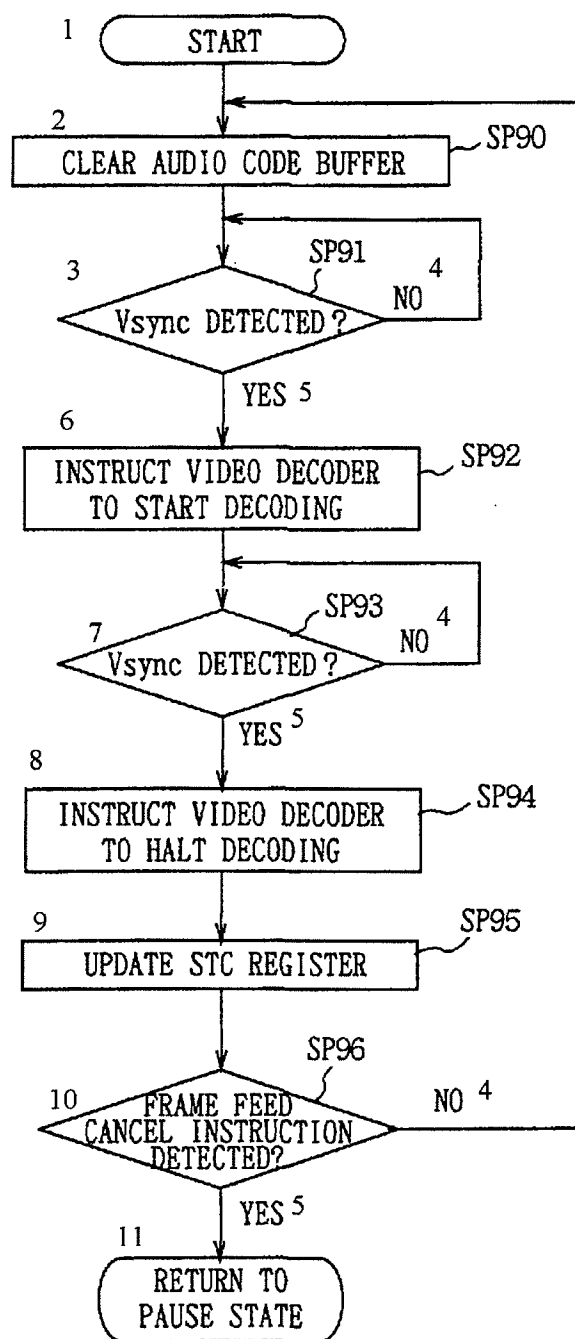 1
START
2
SP90
CLEAR AUDIO CODE BUFFER
SP91
3
4
Vsync DETECTED?
NO
YES 5
6
SP92
INSTRUCT VIDEO DECODER
TO START DECODING
SP93
7
4
Vsync DETECTED?
NO
YES 5
8
SP94
INSTRUCT VIDEO DECODER
TO HALT DECODING
9
SP95
UPDATE STC REGISTER
SP96
10
FRAME FEED
CANCEL INSTRUCTION
DETECTED?
NO 4
YES 5
11
RETURN TO
PAUSE STATE